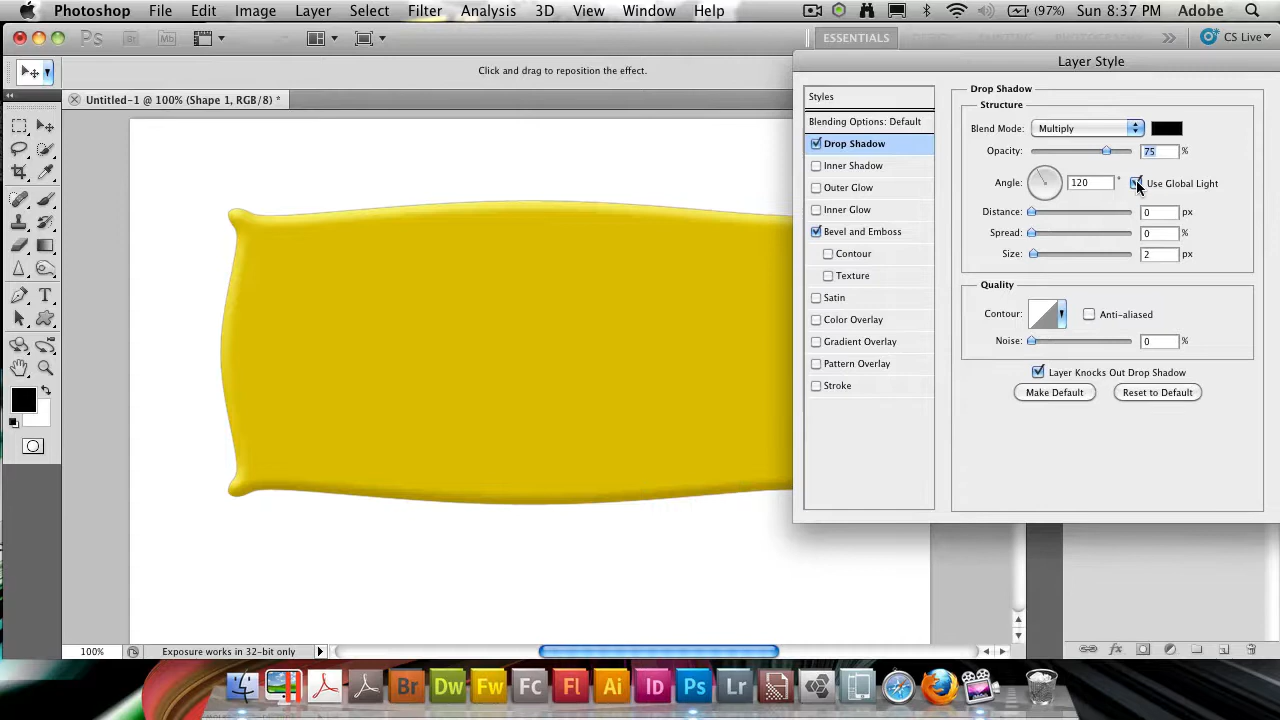 Photoshop File Edit Image Layer Select Filter Analysis 3D View Window Help (97%) Sun 8:37 PM Adobe
Ps Br Mb ESSENTIALS CS Live
Click and drag to reposition the effect.
Layer Style
Untitled-1 @ 100% (Shape 1, RGB/8) *
Styles
Blending Options: Default
Drop Shadow
Inner Shadow
Outer Glow
Inner Glow
Bevel and Emboss
Contour
Texture
Satin
Color Overlay
Gradient Overlay
Pattern Overlay
Stroke
Drop Shadow
Structure
Blend Mode: Multiply
Opacity: 75 %
Angle: 120 ° Use Global Light
Distance: 0 px
Spread: 0 %
Size: 2 px
Quality
Contour: Anti-aliased
Noise: 0 %
Layer Knocks Out Drop Shadow
Make Default Reset to Default
T
100% Exposure works in 32-bit only
fx
Br Dw Fw Fc Fl Ai Id Ps Lr